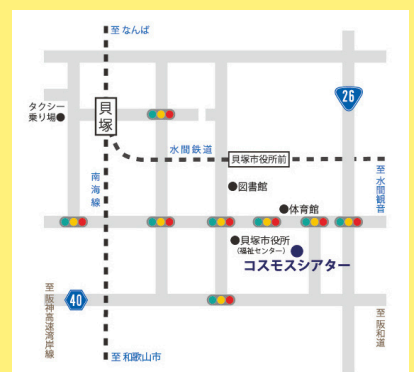 至なんば
26
タクシー
乗り場
貝塚
水間鉄道
貝塚市役所前
南海線
図書館
至水間観音
体育館
貝塚市役所
(福祉センター)
コスモスシアター
至阪神高速湾岸線
40
至阪和道
至和歌山市